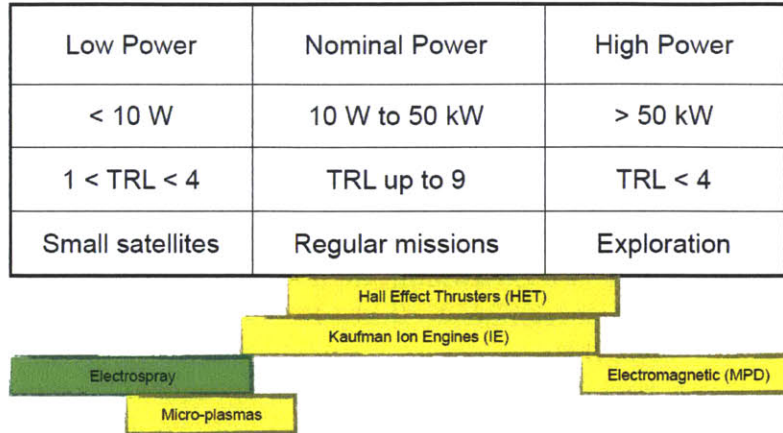 Low Power Nominal Power High Power
< 10 W 10 W to 50 kW > 50 kW
1 < TRL < 4 TRL up to 9 TRL < 4
Small satellites Regular missions Exploration
Hall Effect Thrusters (HET)
Kaufman Ion Engines (IE)
Electrospray Electromagnetic (MPD)
Micro-plasmas